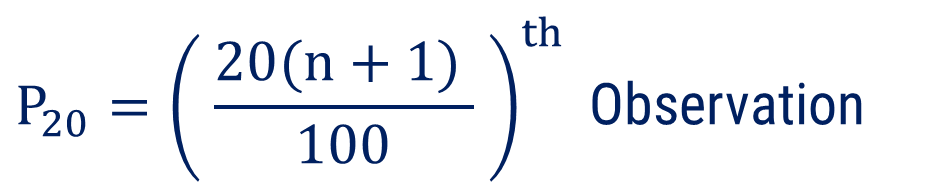 P₂₀ = (20(n + 1)/100)ᵗʰ Observation